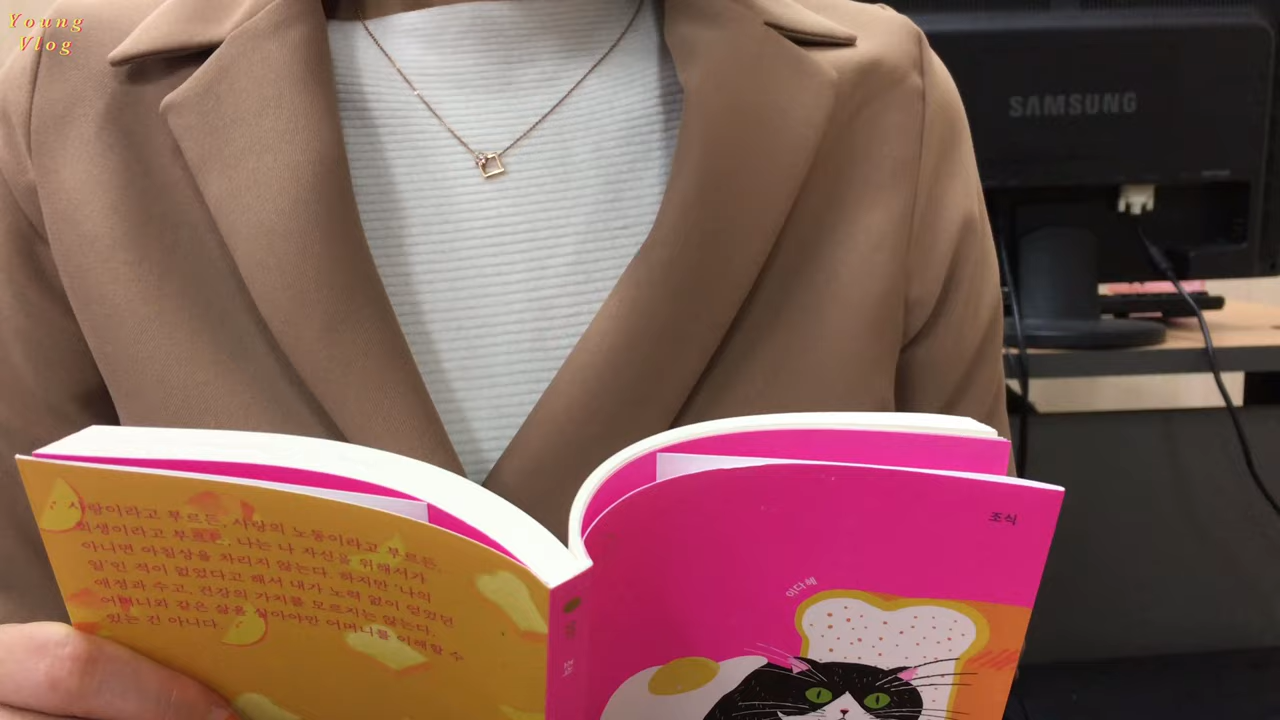 Young
Vlog
SAMSUNG
사랑이라고 부르든, 사랑의 노동이라고 부르든,
희생이라고 부르든, 나는 나 자신을 위해서가
아니면 아침상을 차리지 않는다. 하지만 '나의
일'인 적이 없었다고 해서 내가 노력 없이 얻었던
애정과 수고, 건강의 가치를 모르지는 않는다.
어머니와 같은 삶을 살아야만 어머니를 이해할 수
있는 건 아니다.
조식
이다혜